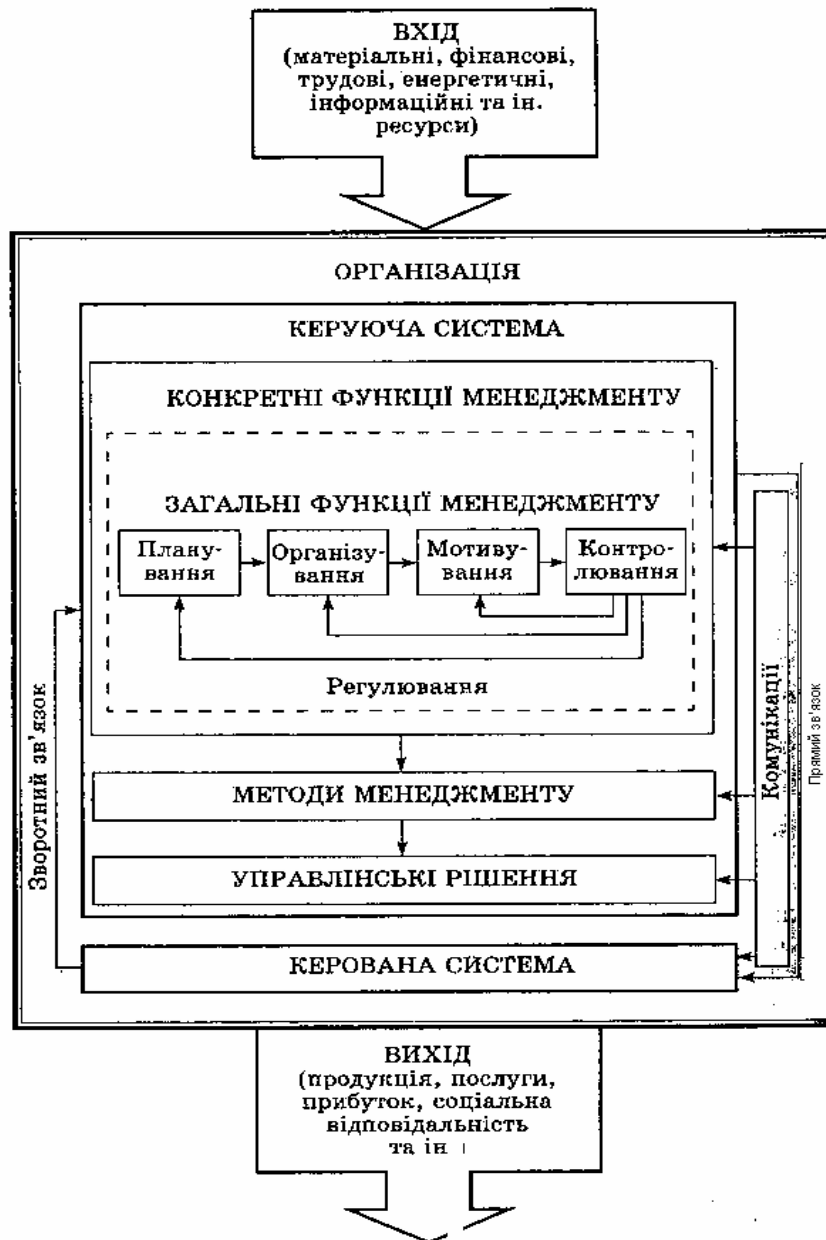 ВХІД
(матеріальні, фінансові,
трудові, енергетичні,
інформаційні та ін.
ресурси)
ОРГАНІЗАЦІЯ
КЕРУЮЧА СИСТЕМА
КОНКРЕТНІ ФУНКЦІЇ МЕНЕДЖМЕНТУ
ЗАГАЛЬНІ ФУНКЦІЇ МЕНЕДЖМЕНТУ
Плану-
вання
Організу-
вання
Мотиву-
вання
Контро-
лювання
Регулювання
МЕТОДИ МЕНЕДЖМЕНТУ
УПРАВЛІНСЬКІ РІШЕННЯ
КЕРОВАНА СИСТЕМА
Зворотний зв'язок
Комунікації
Прямий зв'язок
ВИХІД
(продукція, послуги,
прибуток, соціальна
відповідальність
та ін